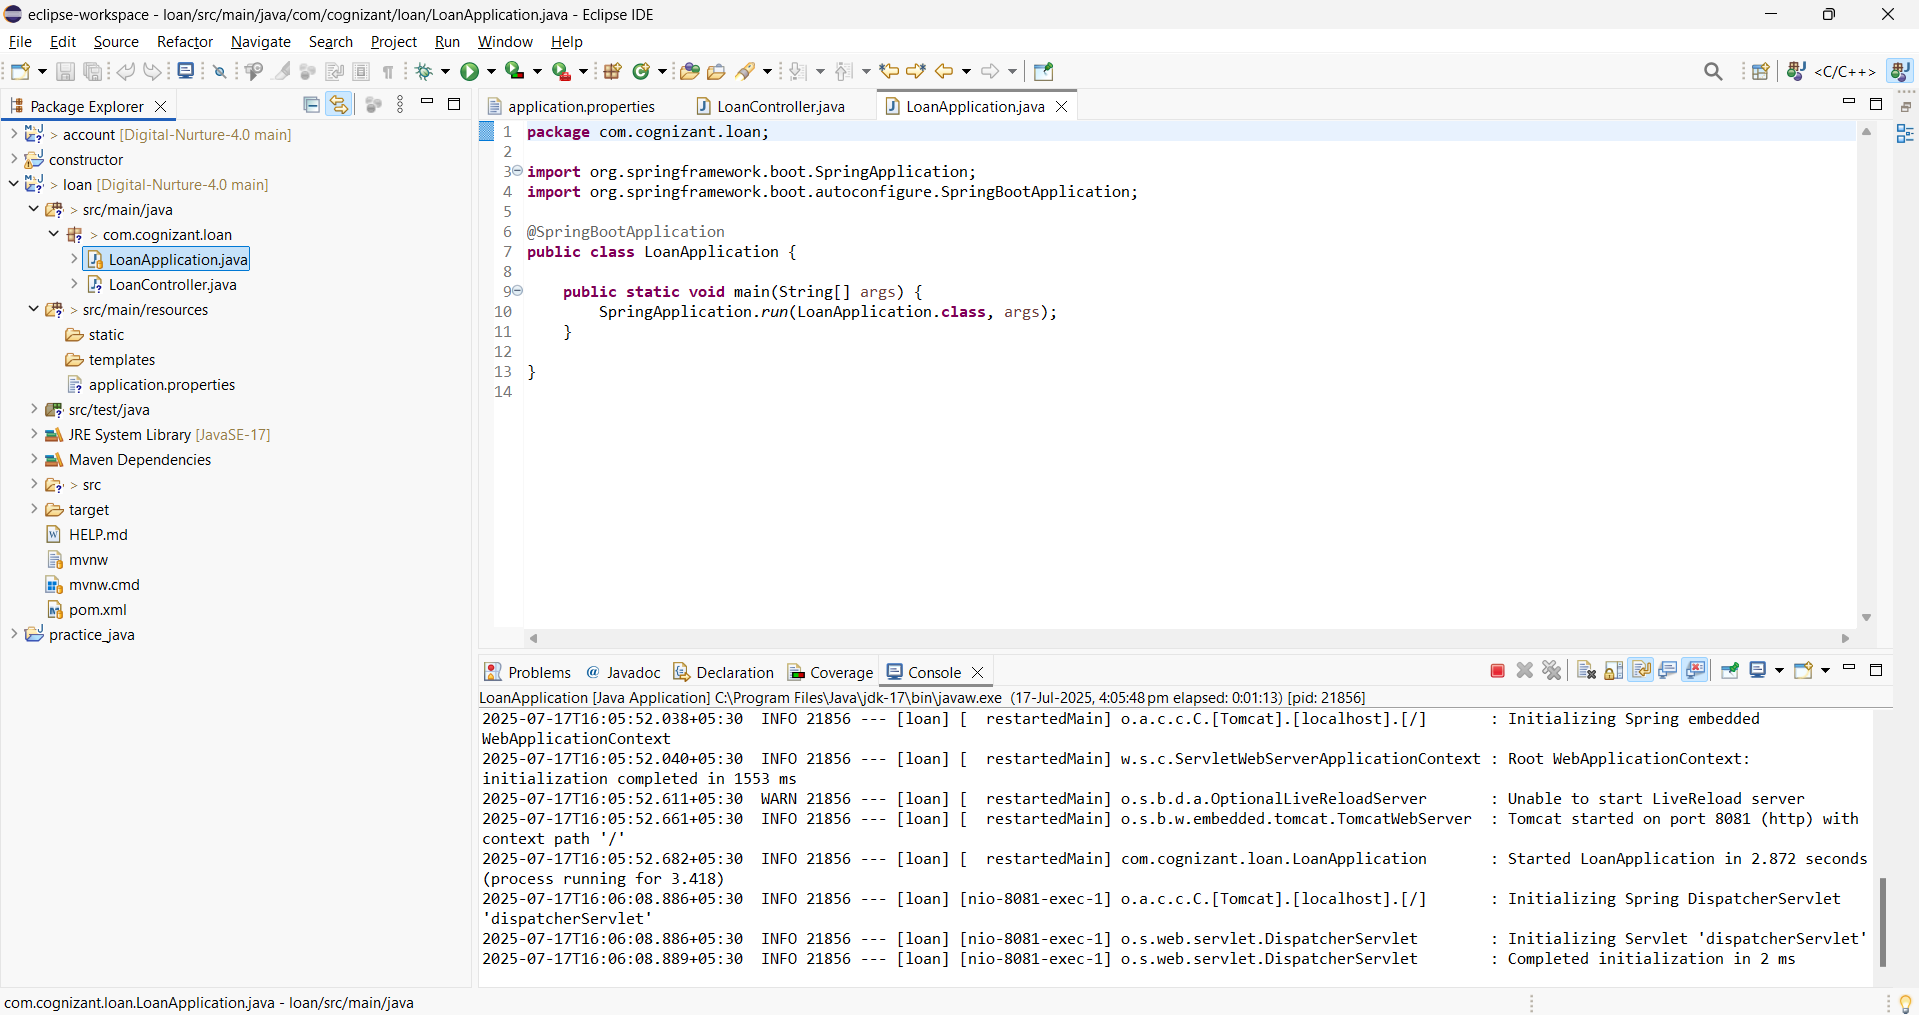 eclipse-workspace - loan/src/main/java/com/cognizant/loan/LoanApplication.java - Eclipse IDE
File Edit Source Refactor Navigate Search Project Run Window Help
<C/C++>
Package Explorer
> account [Digital-Nurture-4.0 main]
constructor
> loan [Digital-Nurture-4.0 main]
> src/main/java
> com.cognizant.loan
LoanApplication.java
LoanController.java
> src/main/resources
static
templates
application.properties
src/test/java
JRE System Library [JavaSE-17]
Maven Dependencies
> src
target
HELP.md
mvnw
mvnw.cmd
pom.xml
practice_java
application.properties LoanController.java LoanApplication.java
1 package com.cognizant.loan;
2
3 import org.springframework.boot.SpringApplication;
4 import org.springframework.boot.autoconfigure.SpringBootApplication;
5
6 @SpringBootApplication
7 public class LoanApplication {
8
9 public static void main(String[] args) {
10 SpringApplication.run(LoanApplication.class, args);
11 }
12
13 }
14
Problems @ Javadoc Declaration Coverage Console
LoanApplication [Java Application] C:\Program Files\Java\jdk-17\bin\javaw.exe (17-Jul-2025, 4:05:48 pm elapsed: 0:01:13) [pid: 21856]
2025-07-17T16:05:52.038+05:30 INFO 21856 --- [loan] [ restartedMain] o.a.c.c.C.[Tomcat].[localhost].[/] : Initializing Spring embedded
WebApplicationContext
2025-07-17T16:05:52.040+05:30 INFO 21856 --- [loan] [ restartedMain] w.s.c.ServletWebServerApplicationContext : Root WebApplicationContext:
initialization completed in 1553 ms
2025-07-17T16:05:52.611+05:30 WARN 21856 --- [loan] [ restartedMain] o.s.b.d.a.OptionalLiveReloadServer : Unable to start LiveReload server
2025-07-17T16:05:52.661+05:30 INFO 21856 --- [loan] [ restartedMain] o.s.b.w.embedded.tomcat.TomcatWebServer : Tomcat started on port 8081 (http) with
context path '/'
2025-07-17T16:05:52.682+05:30 INFO 21856 --- [loan] [ restartedMain] com.cognizant.loan.LoanApplication : Started LoanApplication in 2.872 seconds
(process running for 3.418)
2025-07-17T16:06:08.886+05:30 INFO 21856 --- [loan] [nio-8081-exec-1] o.a.c.c.C.[Tomcat].[localhost].[/] : Initializing Spring DispatcherServlet
'dispatcherServlet'
2025-07-17T16:06:08.886+05:30 INFO 21856 --- [loan] [nio-8081-exec-1] o.s.web.servlet.DispatcherServlet : Initializing Servlet 'dispatcherServlet'
2025-07-17T16:06:08.889+05:30 INFO 21856 --- [loan] [nio-8081-exec-1] o.s.web.servlet.DispatcherServlet : Completed initialization in 2 ms
com.cognizant.loan.LoanApplication.java - loan/src/main/java